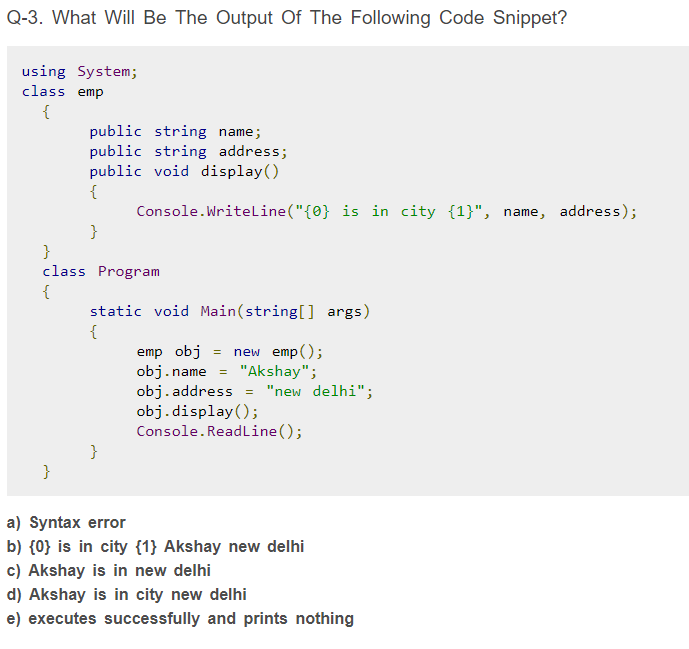 Q-3. What Will Be The Output Of The Following Code Snippet?
using System;
class emp
{
public string name;
public string address;
public void display()
{
Console.WriteLine("{0} is in city {1}", name, address);
}
}
class Program
{
static void Main(string[] args)
{
emp obj = new emp();
obj.name = "Akshay";
obj.address = "new delhi";
obj.display();
Console.ReadLine();
}
}
a) Syntax error
b) {0} is in city {1} Akshay new delhi
c) Akshay is in new delhi
d) Akshay is in city new delhi
e) executes successfully and prints nothing